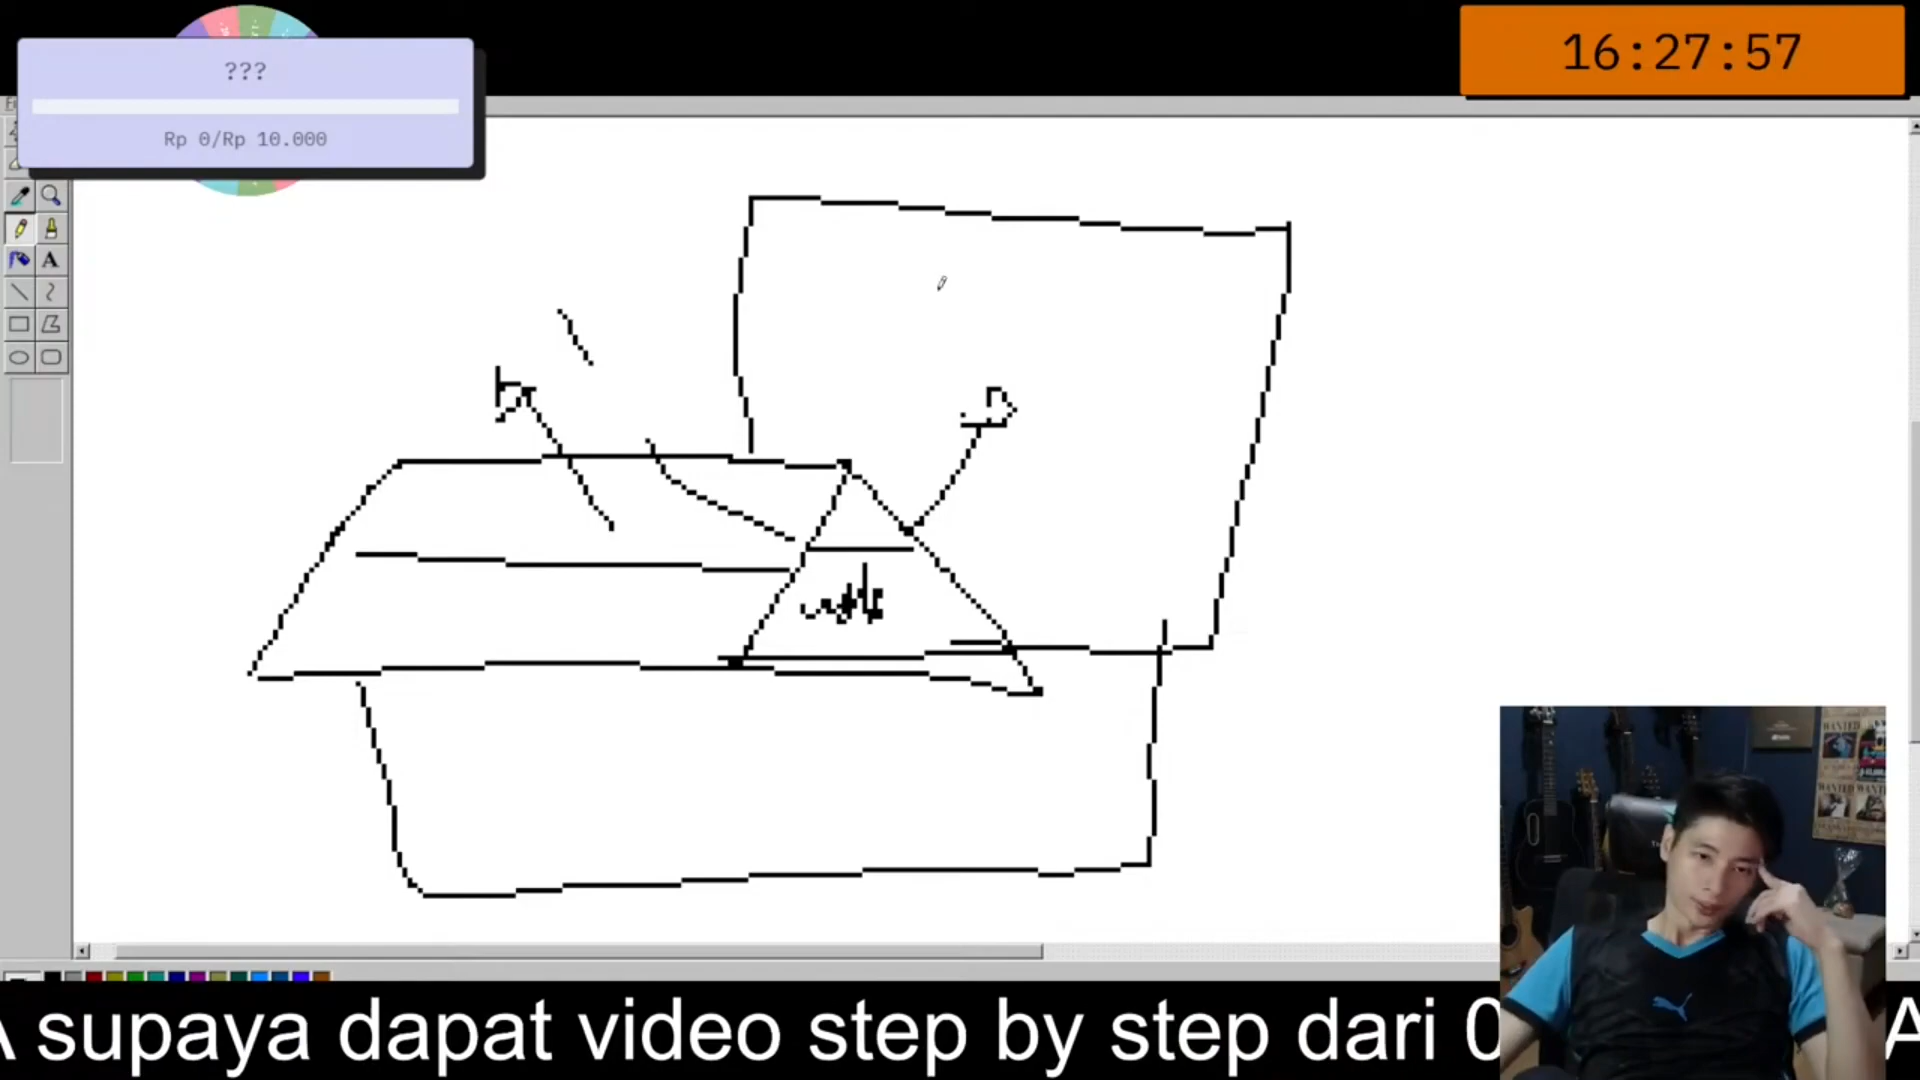 ???
Rp 0/Rp 10.000
16:27:57
A supaya dapat video step by step dari 0
A